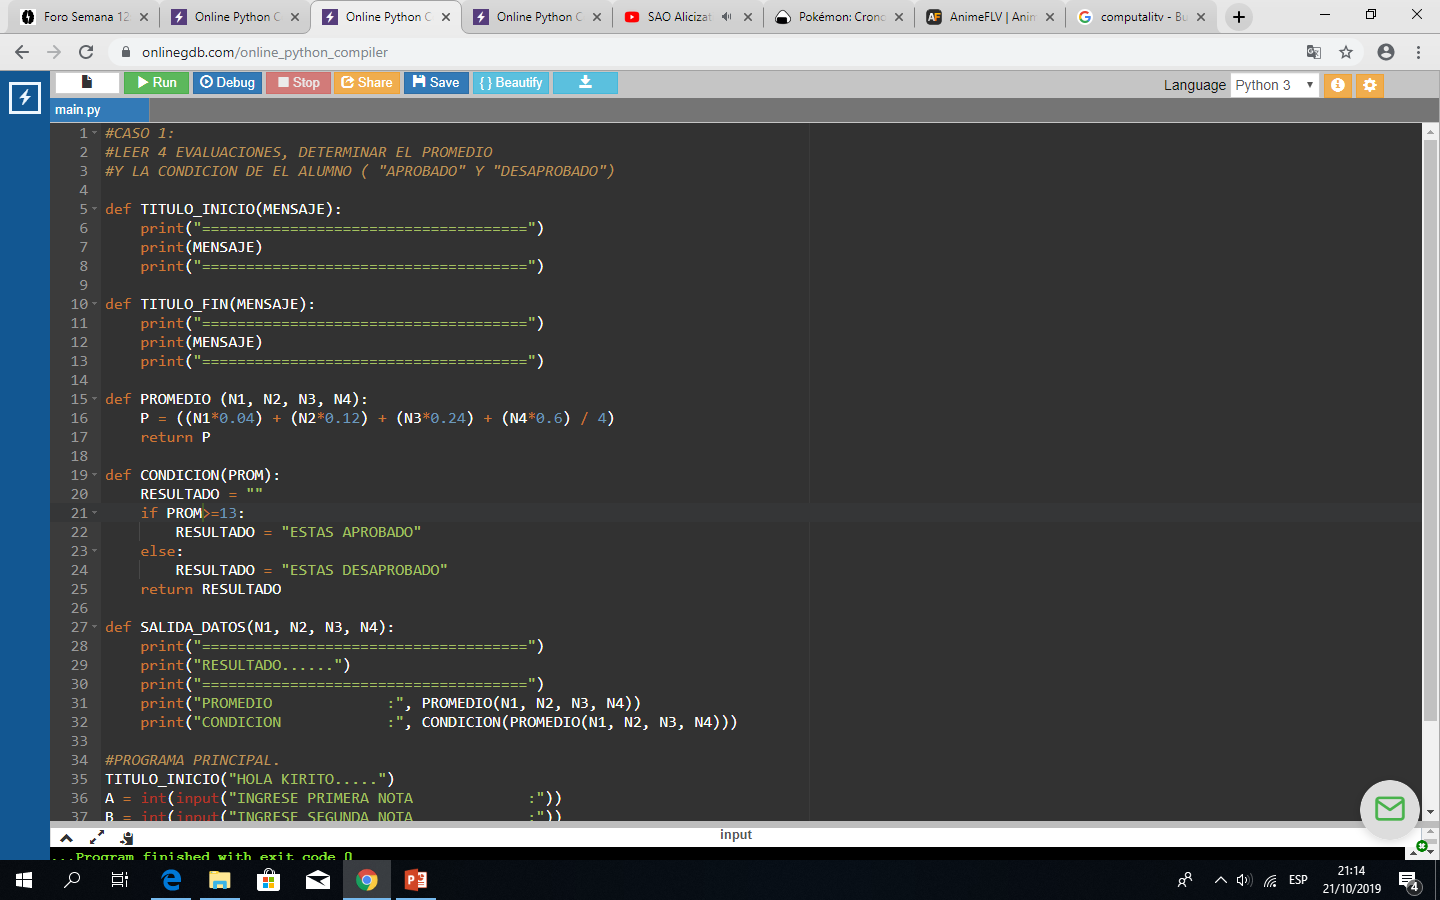 Foro Semana 12
Online Python C
Online Python C
Online Python C
SAO Alicizat
Pokémon: Cronc
AnimeFLV | Anin
computalitv - Bu
onlinegdb.com/online_python_compiler
Run
Debug
Stop
Share
Save
{ } Beautify
Language
Python 3
main.py
1 #CASO 1:
2 #LEER 4 EVALUACIONES, DETERMINAR EL PROMEDIO
3 #Y LA CONDICION DE EL ALUMNO ( "APROBADO" Y "DESAPROBADO")
4
5 def TITULO_INICIO(MENSAJE):
6     print("=====================================")
7     print(MENSAJE)
8     print("=====================================")
9
10 def TITULO_FIN(MENSAJE):
11     print("=====================================")
12     print(MENSAJE)
13     print("=====================================")
14
15 def PROMEDIO (N1, N2, N3, N4):
16     P = ((N1*0.04) + (N2*0.12) + (N3*0.24) + (N4*0.6) / 4)
17     return P
18
19 def CONDICION(PROM):
20     RESULTADO = ""
21     if PROM>=13:
22         RESULTADO = "ESTAS APROBADO"
23     else:
24         RESULTADO = "ESTAS DESAPROBADO"
25     return RESULTADO
26
27 def SALIDA_DATOS(N1, N2, N3, N4):
28     print("=====================================")
29     print("RESULTADO......")
30     print("=====================================")
31     print("PROMEDIO             :", PROMEDIO(N1, N2, N3, N4))
32     print("CONDICION            :", CONDICION(PROMEDIO(N1, N2, N3, N4)))
33
34 #PROGRAMA PRINCIPAL.
35 TITULO_INICIO("HOLA KIRITO.....")
36 A = int(input("INGRESE PRIMERA NOTA             :"))
37 B = int(input("INGRESE SEGUNDA NOTA             :"))
input
...Program finished with exit code 0
ESP
21:14
21/10/2019
4